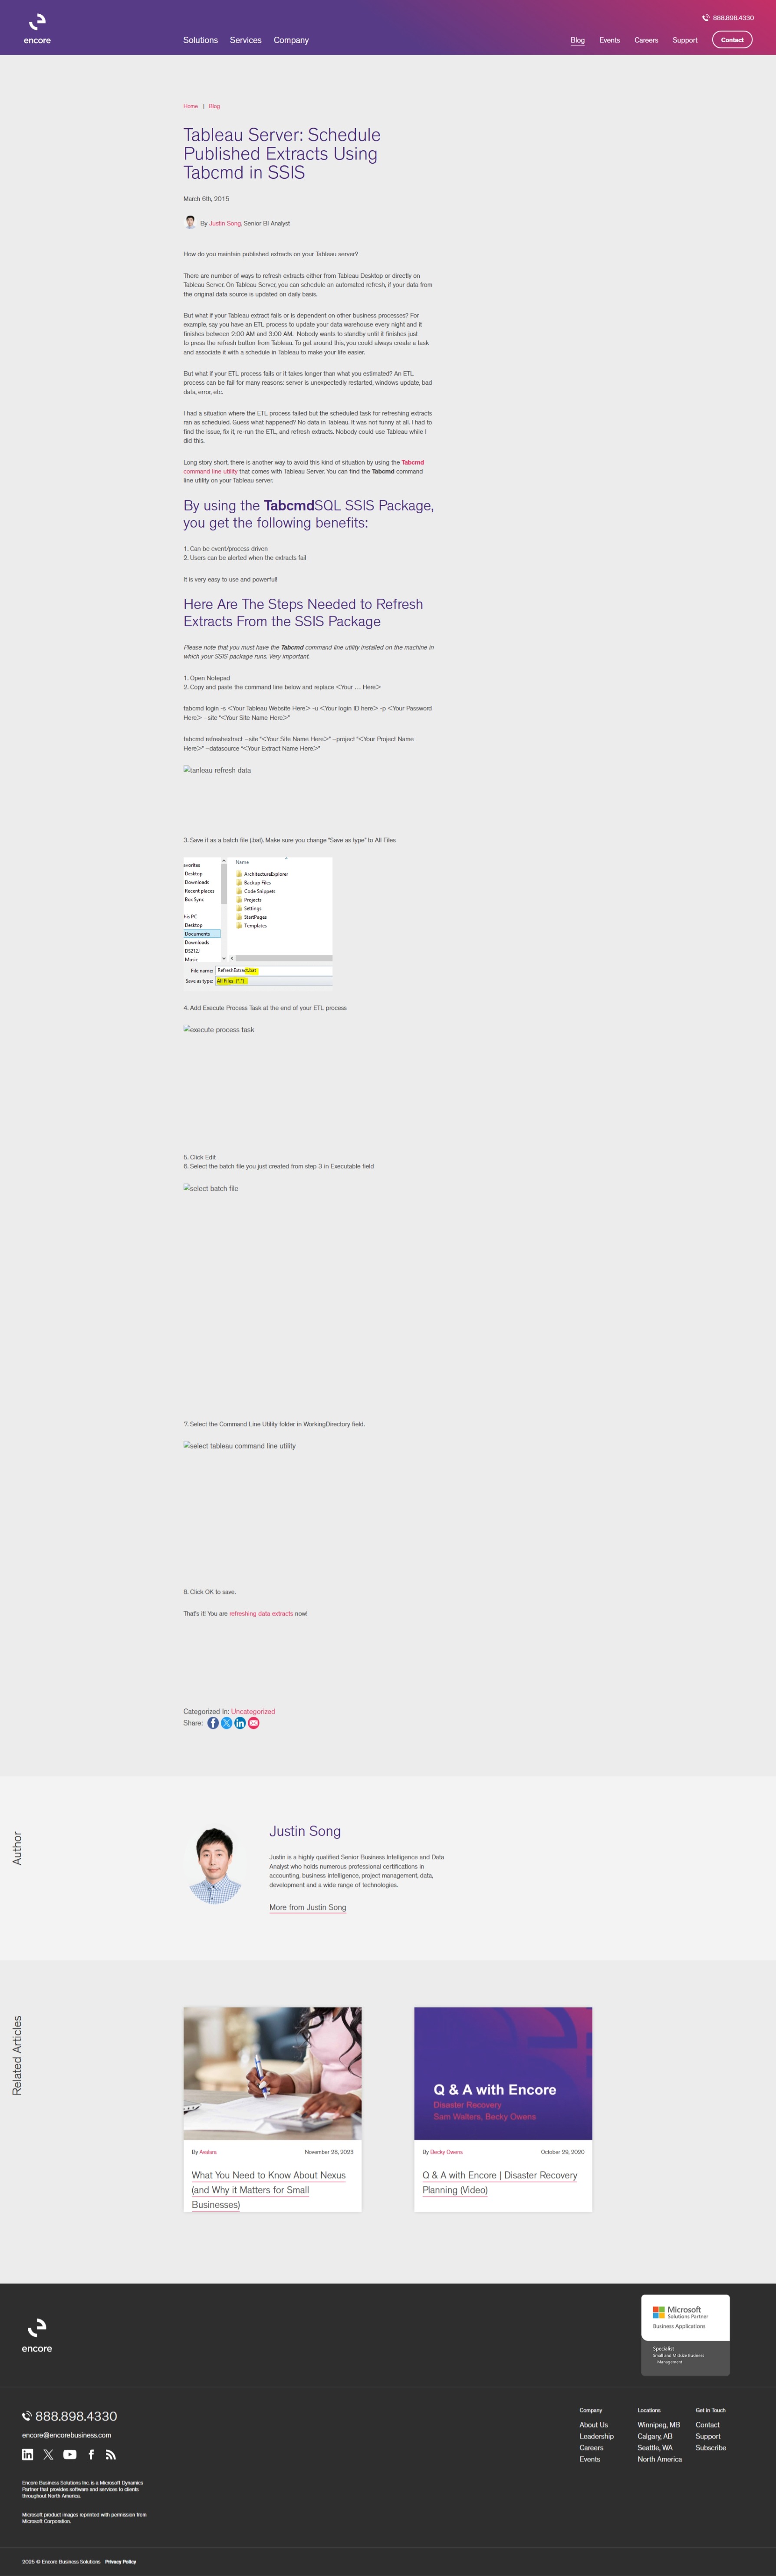 888.898.4330
encore
Solutions Services Company
Blog Events Careers Support Contact
Home | Blog
Tableau Server: Schedule
Published Extracts Using
Tabcmd in SSIS
March 6th, 2015
By Justin Song, Senior BI Analyst
How do you maintain published extracts on your Tableau server?
There are number of ways to refresh extracts either from Tableau Desktop or directly on
Tableau Server. On Tableau Server, you can schedule an automated refresh, if your data from
the original data source is updated on daily basis.
But what if your Tableau extract fails or is dependent on other business processes? For
example, say you have an ETL process to update your data warehouse every night and it
finishes between 2:00 AM and 3:00 AM. Nobody wants to standby until it finishes just
to press the refresh button from Tableau. To get around this, you could always create a task
and associate it with a schedule in Tableau to make your life easier.
But what if your ETL process fails or it takes longer than what you estimated? An ETL
process can be fail for many reasons: server is unexpectedly restarted, windows update, bad
data, error, etc.
I had a situation where the ETL process failed but the scheduled task for refreshing extracts
ran as scheduled. Guess what happened? No data in Tableau. It was not funny at all. I had to
find the issue, fix it, re-run the ETL, and refresh extracts. Nobody could use Tableau while I
did this.
Long story short, there is another way to avoid this kind of situation by using the Tabcmd
command line utility that comes with Tableau Server. You can find the Tabcmd command
line utility on your Tableau server.
By using the TabcmdSQL SSIS Package,
you get the following benefits:
1. Can be event/process driven
2. Users can be alerted when the extracts fail
It is very easy to use and powerful!
Here Are The Steps Needed to Refresh
Extracts From the SSIS Package
Please note that you must have the Tabcmd command line utility installed on the machine in
which your SSIS package runs. Very important.
1. Open Notepad
2. Copy and paste the command line below and replace <Your … Here>
tabcmd login -s <Your Tableau Website Here> -u <Your login ID here> -p <Your Password
Here> –site "<Your Site Name Here>"
tabcmd refreshextract –site "<Your Site Name Here>" –project "<Your Project Name
Here>" –datasource "<Your Extract Name Here>"
tanleau refresh data
3. Save it as a batch file (.bat). Make sure you change "Save as type" to All Files
Name
avorites
Desktop
Downloads
Recent places
Box Sync
his PC
Desktop
Documents
Downloads
DS212J
Music
ArchitectureExplorer
Backup Files
Code Snippets
Projects
Settings
StartPages
Templates
File name: RefreshExtract.bat
Save as type: All Files (*.*)
4. Add Execute Process Task at the end of your ETL process
execute process task
5. Click Edit
6. Select the batch file you just created from step 3 in Executable field
select batch file
7. Select the Command Line Utility folder in WorkingDirectory field.
select tableau command line utility
8. Click OK to save.
That's it! You are refreshing data extracts now!
Categorized In: Uncategorized
Share:
Author
Justin Song
Justin is a highly qualified Senior Business Intelligence and Data
Analyst who holds numerous professional certifications in
accounting, business intelligence, project management, data,
development and a wide range of technologies.
More from Justin Song
Related Articles
By Avalara November 28, 2023
What You Need to Know About Nexus
(and Why it Matters for Small
Businesses)
Q & A with Encore
Disaster Recovery
Sam Walters, Becky Owens
By Becky Owens October 29, 2020
Q & A with Encore | Disaster Recovery
Planning (Video)
encore
Microsoft
Solutions Partner
Business Applications
Specialist
Small and Midsize Business
Management
888.898.4330
encore@encorebusiness.com
Encore Business Solutions Inc. is a Microsoft Dynamics
Partner that provides software and services to clients
throughout North America.
Microsoft product images reprinted with permission from
Microsoft Corporation.
Company
About Us
Leadership
Careers
Events
Locations
Winnipeg, MB
Calgary, AB
Seattle, WA
North America
Get in Touch
Contact
Support
Subscribe
2025 © Encore Business Solutions Privacy Policy